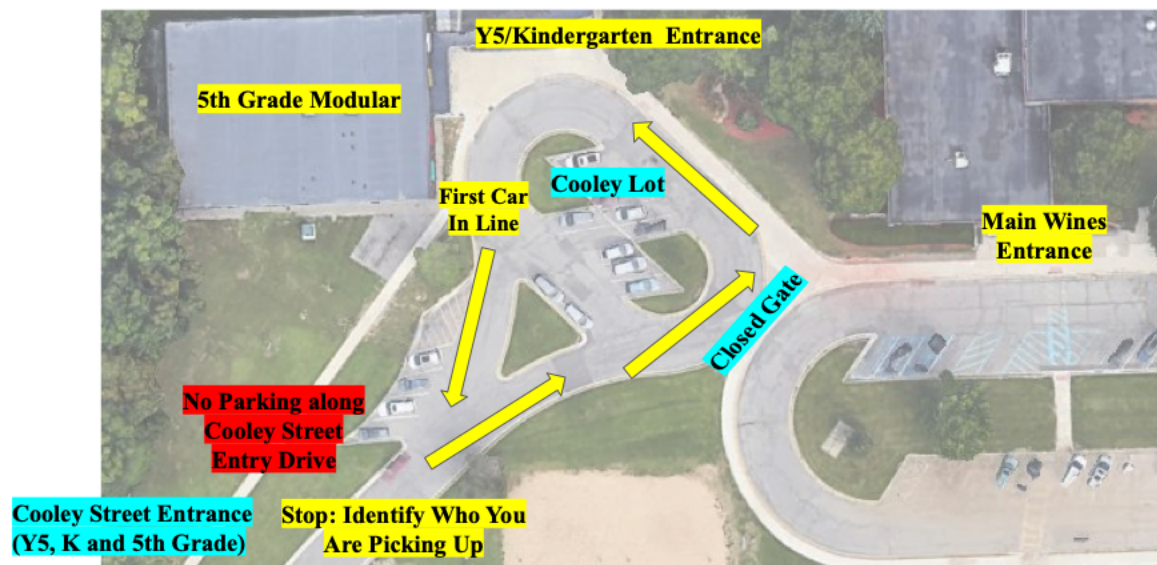 Y5/Kindergarten Entrance
5th Grade Modular
Cooley Lot
First Car
In Line
Main Wines
Entrance
Closed Gate
No Parking along
Cooley Street
Entry Drive
Cooley Street Entrance
(Y5, K and 5th Grade)
Stop: Identify Who You
Are Picking Up